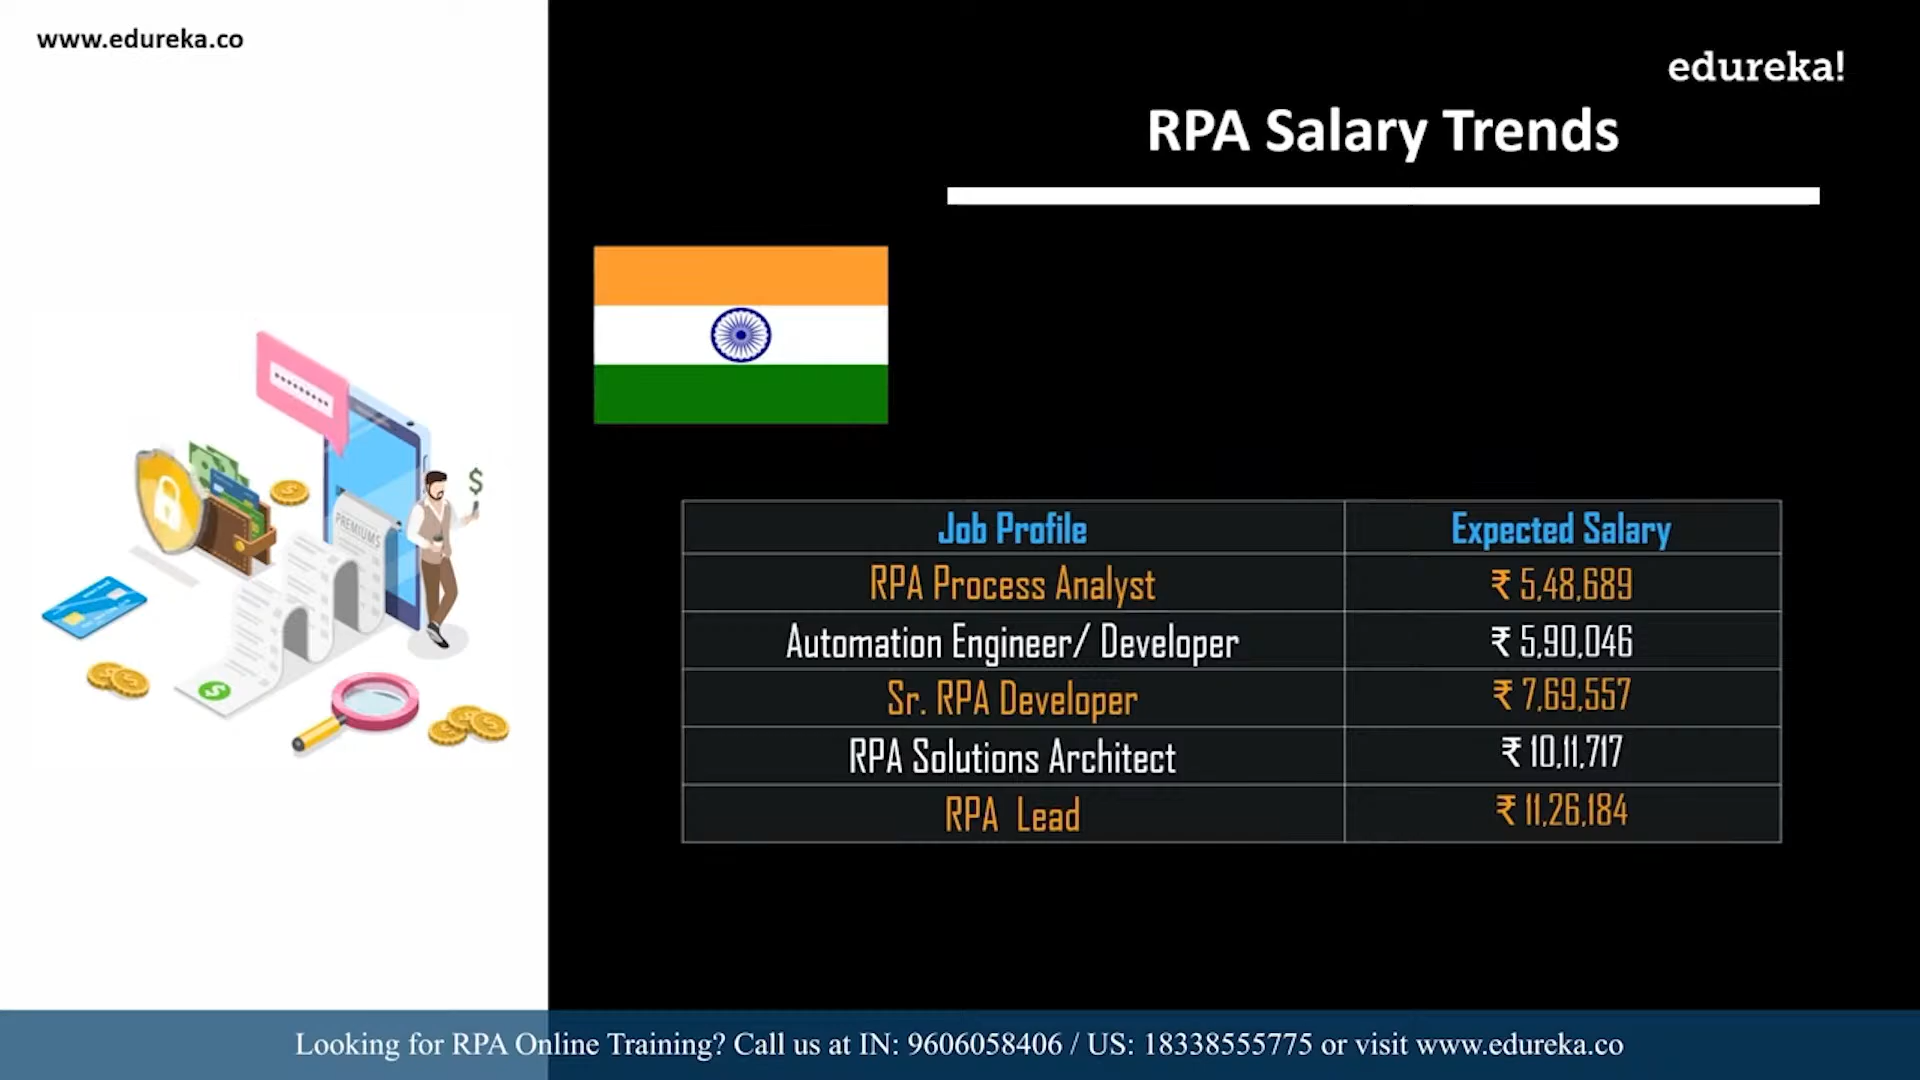 www.edureka.co
edureka!
RPA Salary Trends
PREMIUMS
Job Profile Expected Salary
RPA Process Analyst ₹ 5,48,689
Automation Engineer/ Developer ₹ 5,90,046
Sr. RPA Developer ₹ 7,69,557
RPA Solutions Architect ₹ 10,11,717
RPA Lead ₹ 11,26,184
Looking for RPA Online Training? Call us at IN: 9606058406 / US: 18338555775 or visit www.edureka.co